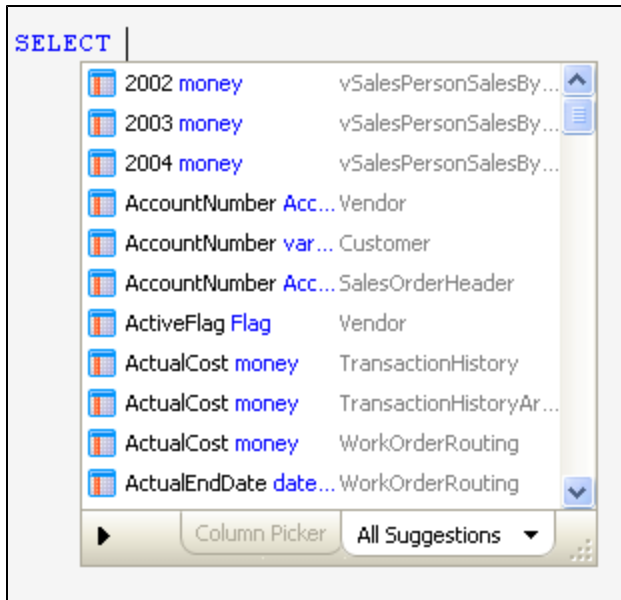 SELECT
2002 money vSalesPersonSalesBy...
2003 money vSalesPersonSalesBy...
2004 money vSalesPersonSalesBy...
AccountNumber Acc... Vendor
AccountNumber var... Customer
AccountNumber Acc... SalesOrderHeader
ActiveFlag Flag Vendor
ActualCost money TransactionHistory
ActualCost money TransactionHistoryAr...
ActualCost money WorkOrderRouting
ActualEndDate date... WorkOrderRouting
Column Picker All Suggestions